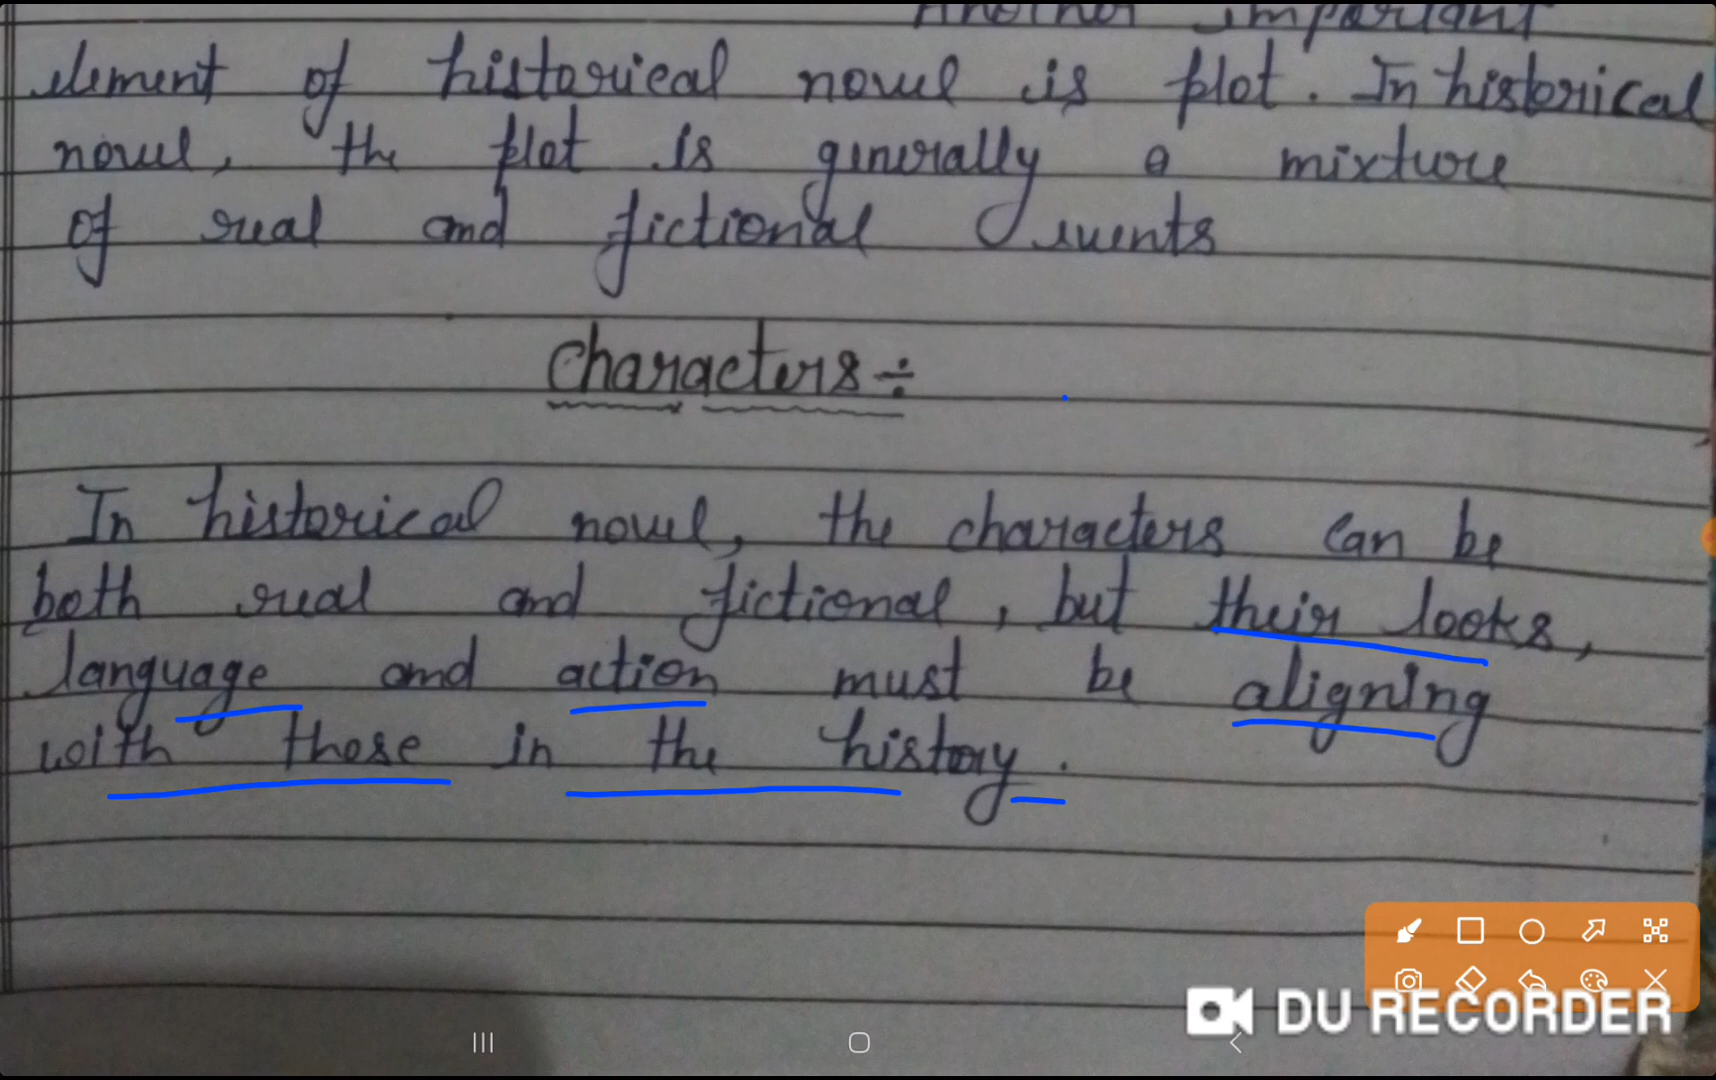 Another important
element of historical novel is plot. In historical
novel, the plot is generally a mixture
of real and fictional events
Characters ÷
In historical novel, the characters can be
both real and fictional, but their looks,
language and action must be aligning
with those in the history.
DU RECORDER